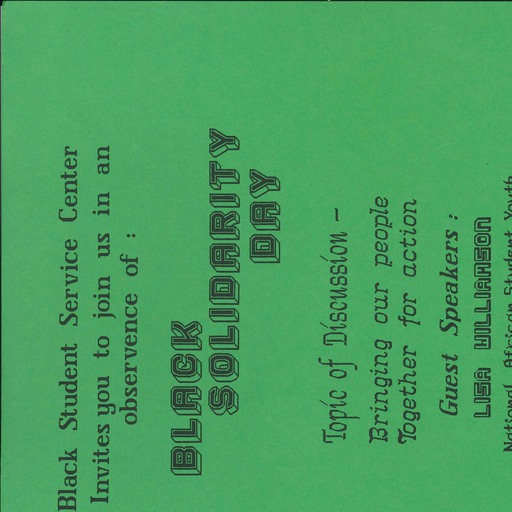 Black Student Service Center
Invites you to join us in an
observence of :
BLACK
SOLIDARITY
DAY
Topic of Discussion -
Bringing our people
Together for action
Guest Speakers :
LISA WILLIAMSON
National African Student Youth